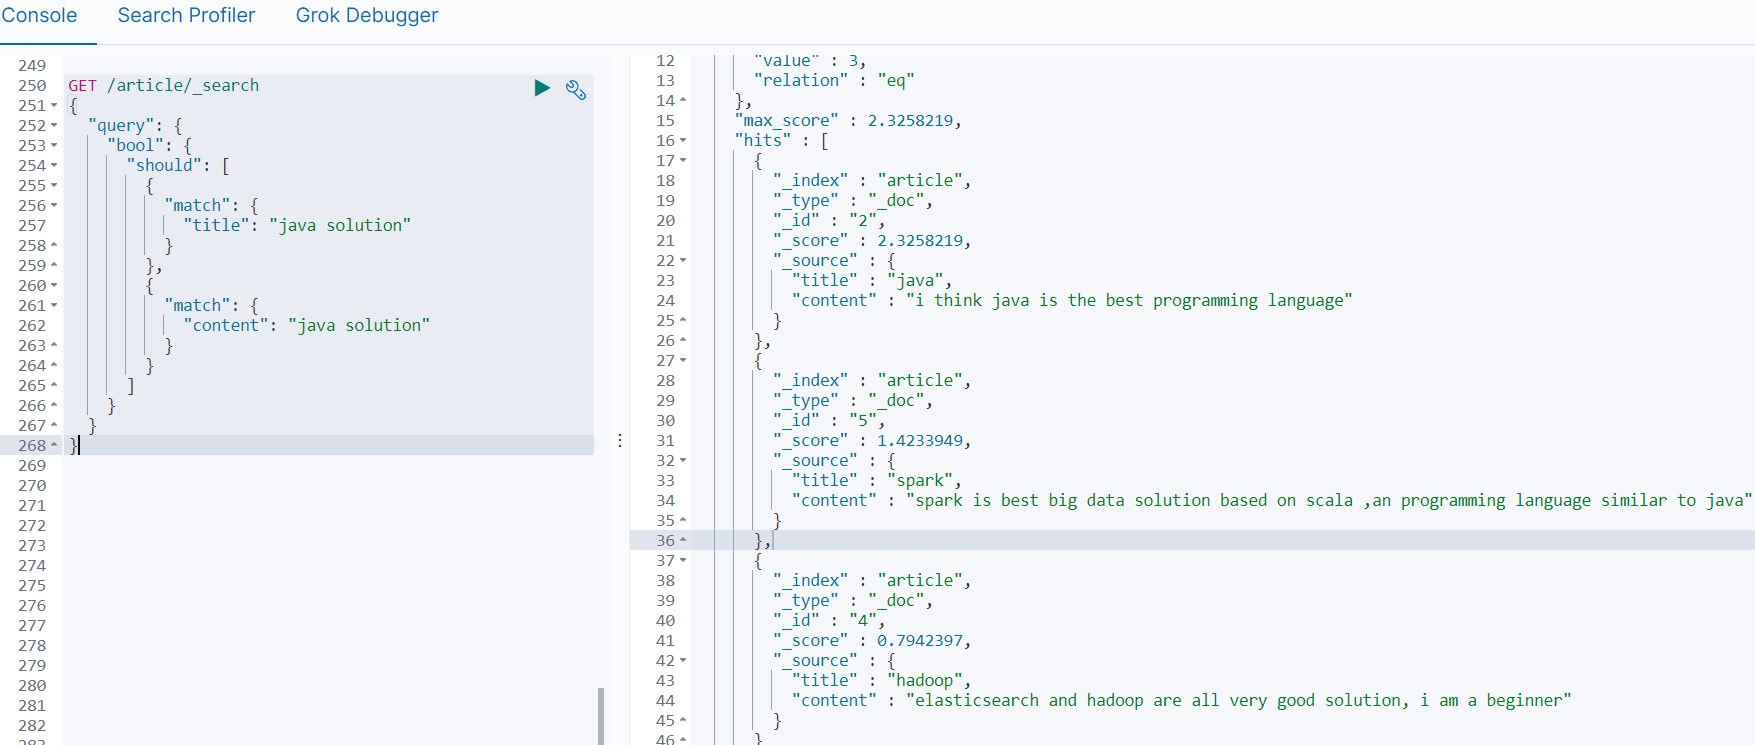 Console Search Profiler Grok Debugger
249
250 GET /article/_search
251 {
252 "query": {
253 "bool": {
254 "should": [
255 {
256 "match": {
257 "title": "java solution"
258 }
259 },
260 {
261 "match": {
262 "content": "java solution"
263 }
264 }
265 ]
266 }
267 }
268 }
269
270
271
272
273
274
275
276
277
278
279
280
281
282
283
12 "value" : 3,
13 "relation" : "eq"
14 },
15 "max_score" : 2.3258219,
16 "hits" : [
17 {
18 "_index" : "article",
19 "_type" : "_doc",
20 "_id" : "2",
21 "_score" : 2.3258219,
22 "_source" : {
23 "title" : "java",
24 "content" : "i think java is the best programming language"
25 }
26 },
27 {
28 "_index" : "article",
29 "_type" : "_doc",
30 "_id" : "5",
31 "_score" : 1.4233949,
32 "_source" : {
33 "title" : "spark",
34 "content" : "spark is best big data solution based on scala ,an programming language similar to java"
35 }
36 },
37 {
38 "_index" : "article",
39 "_type" : "_doc",
40 "_id" : "4",
41 "_score" : 0.7942397,
42 "_source" : {
43 "title" : "hadoop",
44 "content" : "elasticsearch and hadoop are all very good solution, i am a beginner"
45 }
46 }